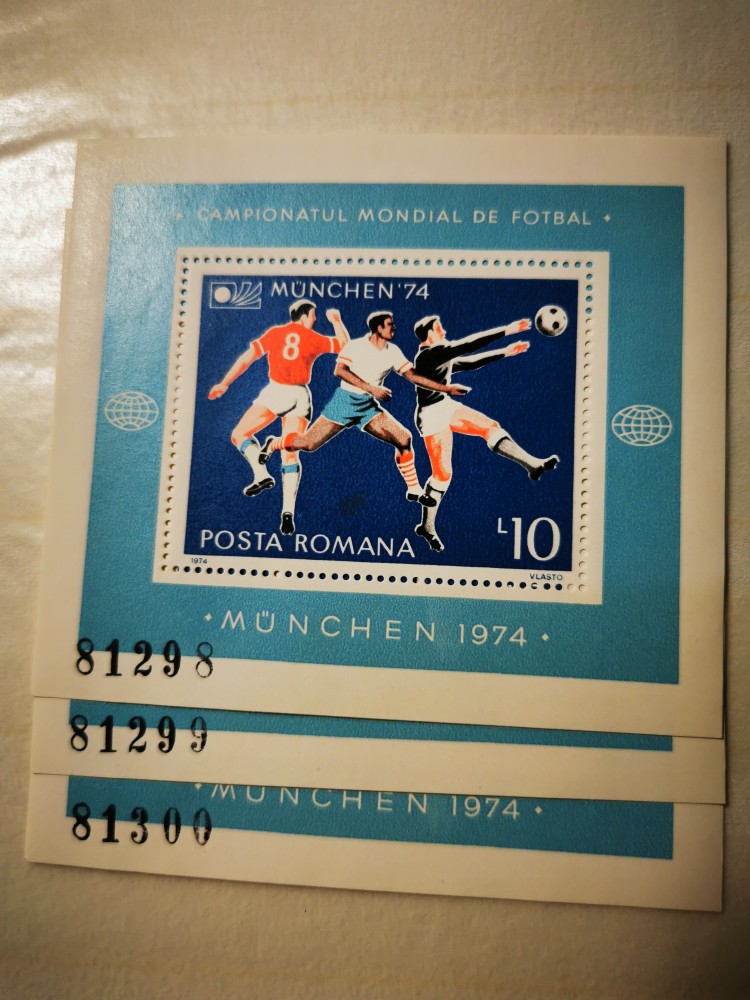 CAMPIONATUL MONDIAL DE FOTBAL
MÜNCHEN '74
8
POSTA ROMANA
L10
1974
VLASTO
MÜNCHEN 1974
81298
81299
MÜNCHEN 1974
81300